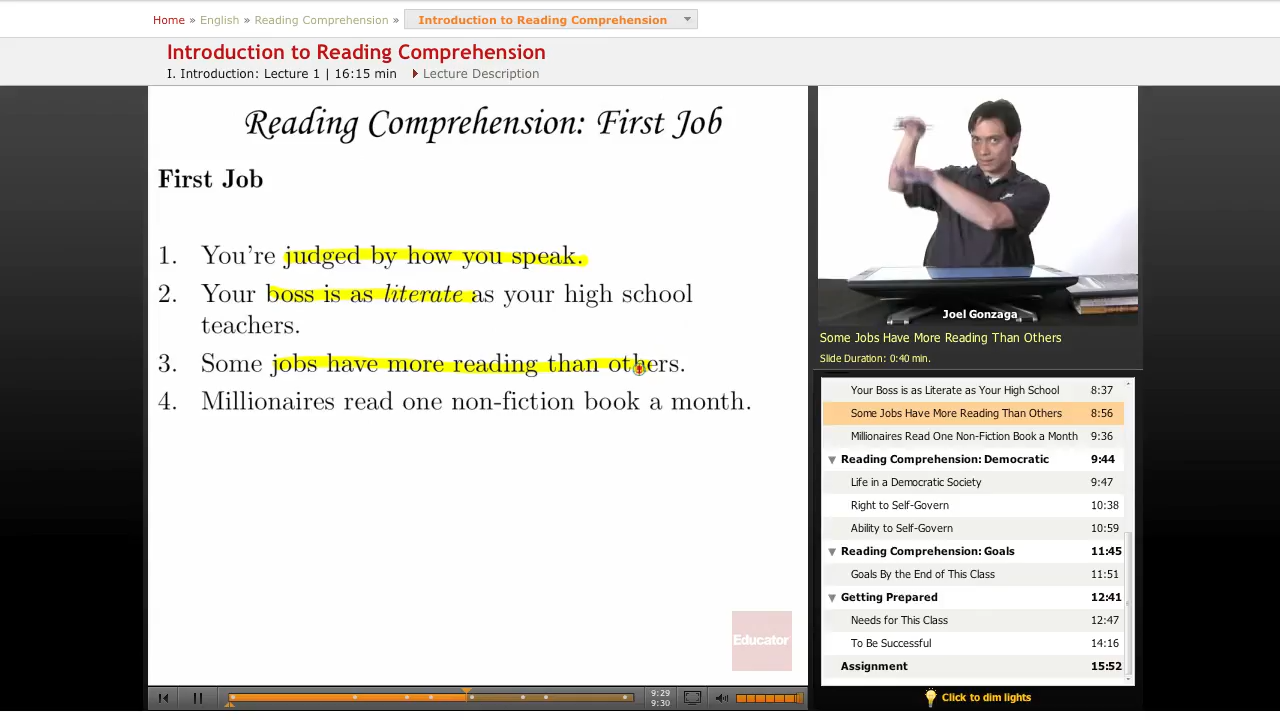 Home » English » Reading Comprehension » Introduction to Reading Comprehension
Introduction to Reading Comprehension
I. Introduction: Lecture 1 | 16:15 min Lecture Description
Reading Comprehension: First Job
First Job
1. You're judged by how you speak.
2. Your boss is as literate as your high school
teachers.
3. Some jobs have more reading than others.
4. Millionaires read one non-fiction book a month.
Educator
9:29
9:30
Joel Gonzaga
Some Jobs Have More Reading Than Others
Slide Duration: 0:40 min.
Your Boss is as Literate as Your High School 8:37
Some Jobs Have More Reading Than Others 8:56
Millionaires Read One Non-Fiction Book a Month 9:36
Reading Comprehension: Democratic 9:44
Life in a Democratic Society 9:47
Right to Self-Govern 10:38
Ability to Self-Govern 10:59
Reading Comprehension: Goals 11:45
Goals By the End of This Class 11:51
Getting Prepared 12:41
Needs for This Class 12:47
To Be Successful 14:16
Assignment 15:52
Click to dim lights